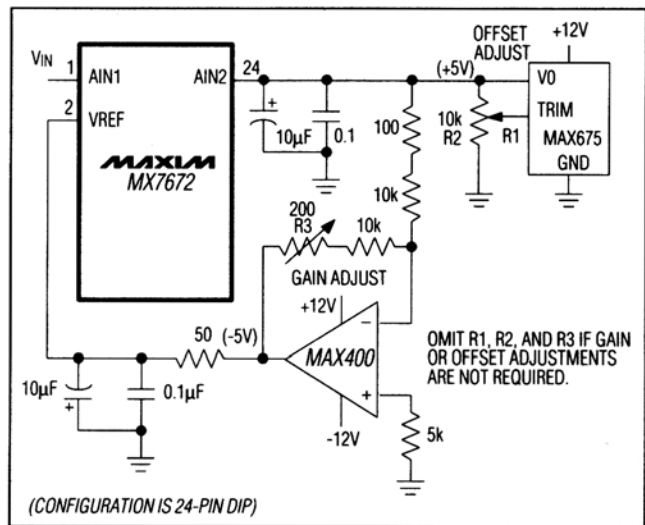 OFFSET
ADJUST
+12V
VIN
1
AIN1
AIN2
24
(+5V)
V0
2
VREF
TRIM
MAXIM
MX7672
10µF
+
0.1
100
10k
R2
R1
MAX675
GND
10k
200
R3
10k
GAIN ADJUST
+12V
−
MAX400
+
-12V
5k
50
(-5V)
OMIT R1, R2, AND R3 IF GAIN
OR OFFSET ADJUSTMENTS
ARE NOT REQUIRED.
10µF
+
0.1µF
(CONFIGURATION IS 24-PIN DIP)